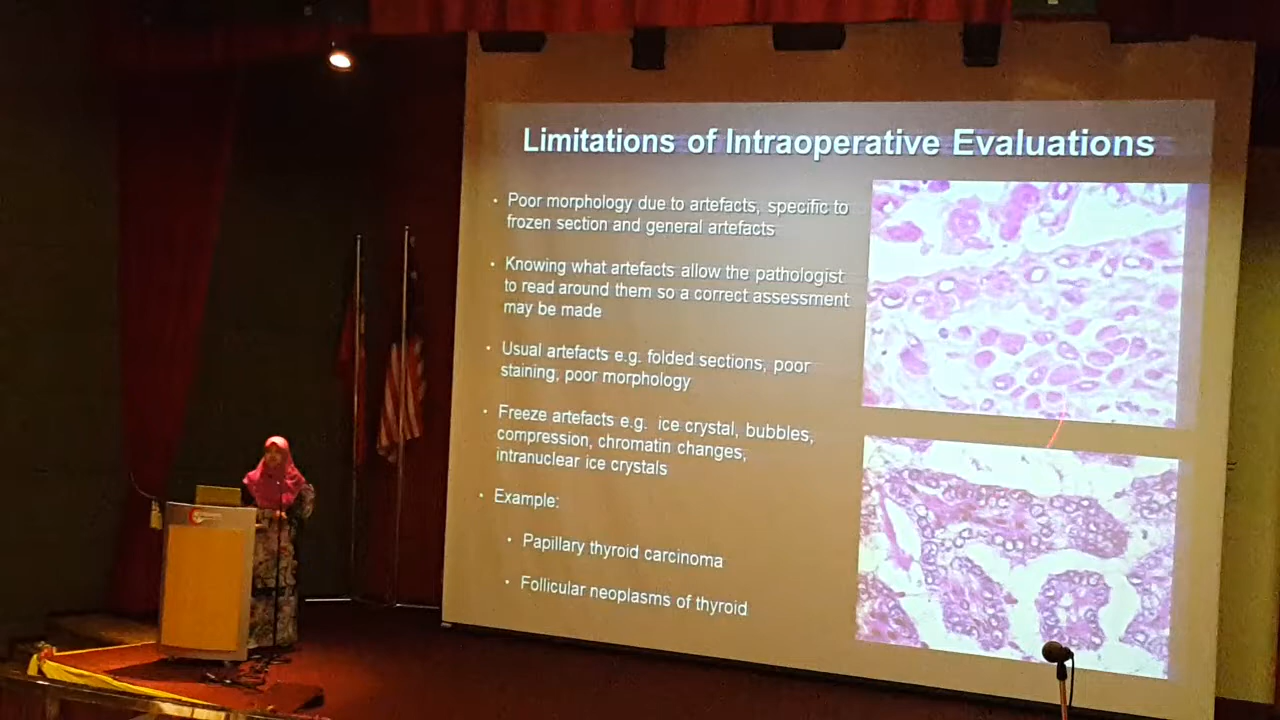 Limitations of Intraoperative Evaluations
• Poor morphology due to artefacts, specific to
frozen section and general artefacts
• Knowing what artefacts allow the pathologist
to read around them so a correct assessment
may be made
• Usual artefacts e.g. folded sections, poor
staining, poor morphology
• Freeze artefacts e.g. ice crystal, bubbles,
compression, chromatin changes,
intranuclear ice crystals
• Example:
• Papillary thyroid carcinoma
• Follicular neoplasms of thyroid